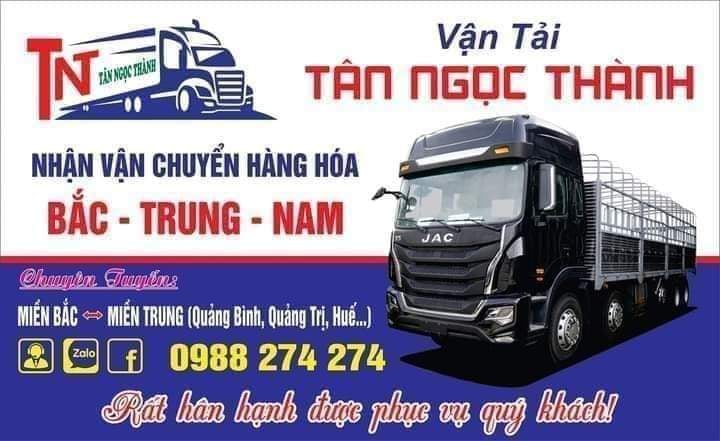 TNT
TÂN NGỌC THÀNH
Vận Tải
TÂN NGỌC THÀNH
NHẬN VẬN CHUYỂN HÀNG HÓA
BẮC - TRUNG - NAM
JAC
Chuyên Tuyến:
MIỀN BẮC ⇔ MIỀN TRUNG (Quảng Bình, Quảng Trị, Huế...)
Zalo f 0988 274 274
Rất hân hạnh được phục vụ quý khách!